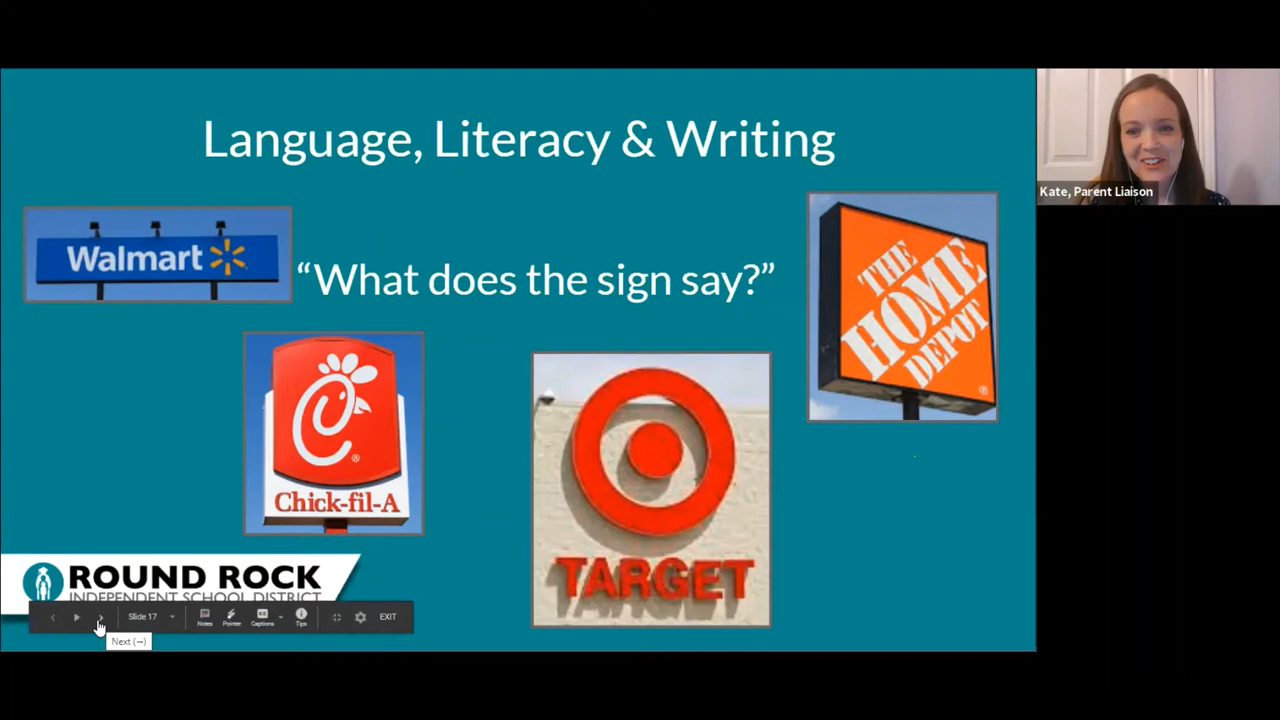 Language, Literacy & Writing
Kate, Parent Liaison
Walmart
“What does the sign say?”
THE
HOME
DEPOT
®
®
Chick-fil-A
TARGET
ROUND ROCK
INDEPENDENT SCHOOL DISTRICT
Slide 17
Notes
Pointer
CC
Captions
Tips
EXIT
Next (→)